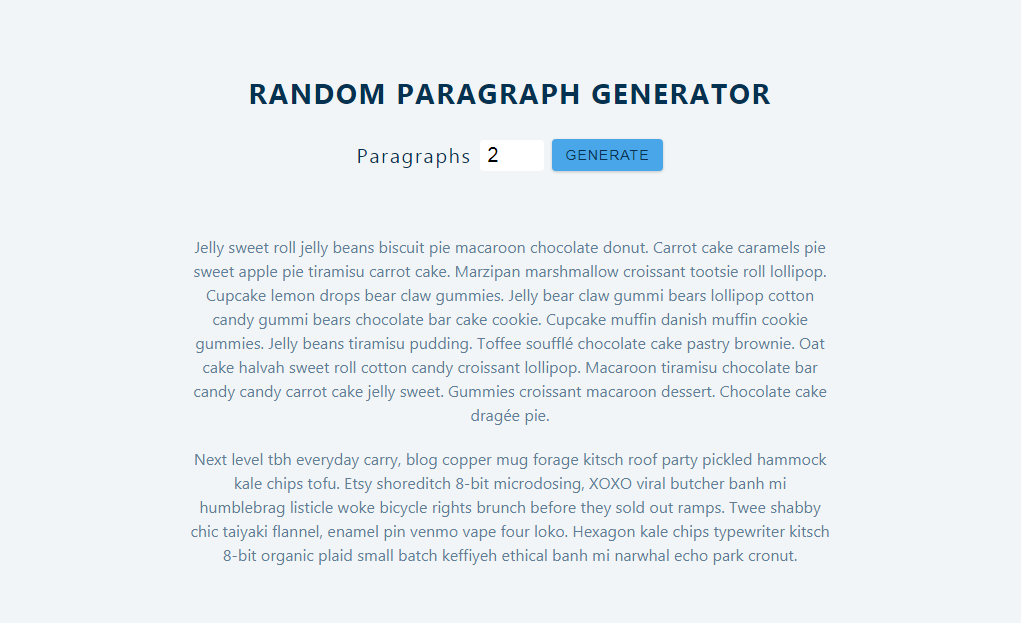 RANDOM PARAGRAPH GENERATOR
Paragraphs 2 GENERATE
Jelly sweet roll jelly beans biscuit pie macaroon chocolate donut. Carrot cake caramels pie
sweet apple pie tiramisu carrot cake. Marzipan marshmallow croissant tootsie roll lollipop.
Cupcake lemon drops bear claw gummies. Jelly bear claw gummi bears lollipop cotton
candy gummi bears chocolate bar cake cookie. Cupcake muffin danish muffin cookie
gummies. Jelly beans tiramisu pudding. Toffee soufflé chocolate cake pastry brownie. Oat
cake halvah sweet roll cotton candy croissant lollipop. Macaroon tiramisu chocolate bar
candy candy carrot cake jelly sweet. Gummies croissant macaroon dessert. Chocolate cake
dragée pie.
Next level tbh everyday carry, blog copper mug forage kitsch roof party pickled hammock
kale chips tofu. Etsy shoreditch 8-bit microdosing, XOXO viral butcher banh mi
humblebrag listicle woke bicycle rights brunch before they sold out ramps. Twee shabby
chic taiyaki flannel, enamel pin venmo vape four loko. Hexagon kale chips typewriter kitsch
8-bit organic plaid small batch keffiyeh ethical banh mi narwhal echo park cronut.